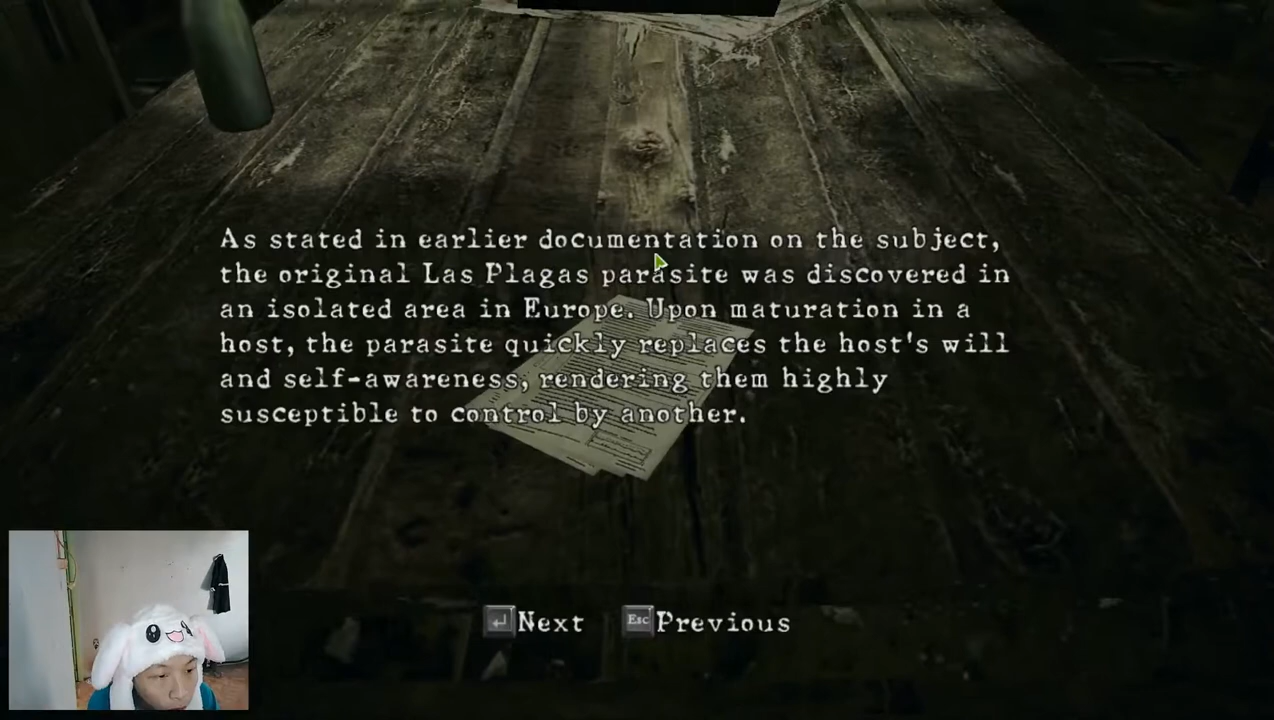 As stated in earlier documentation on the subject,
the original Las Plagas parasite was discovered in
an isolated area in Europe. Upon maturation in a
host, the parasite quickly replaces the host's will
and self-awareness, rendering them highly
susceptible to control by another.
Next Esc Previous